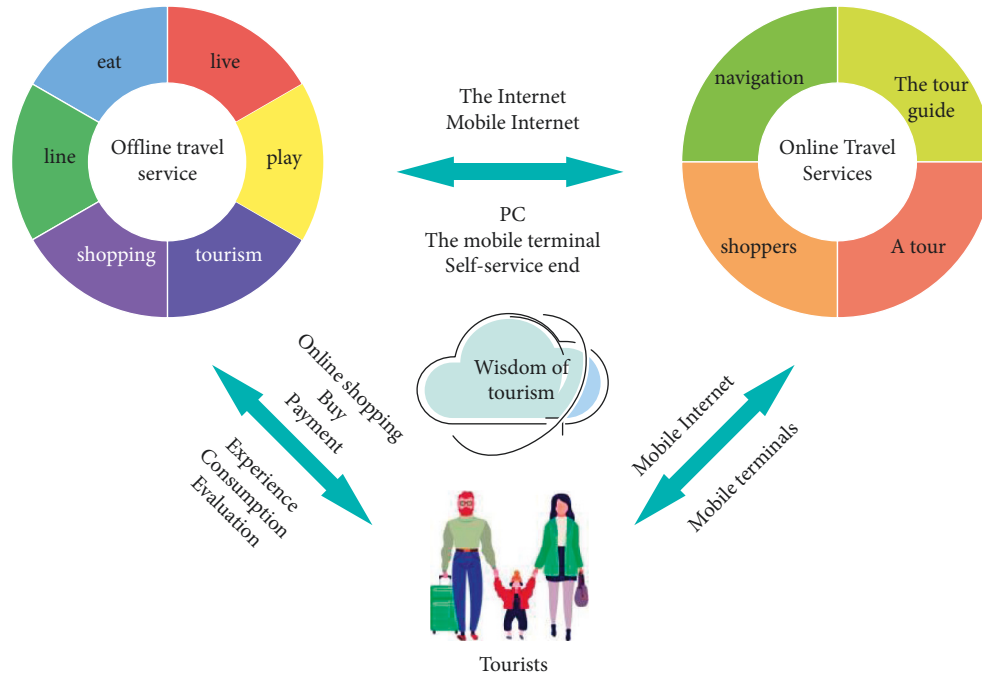 eat
live
line
Offline travel
service
play
shopping
tourism
The Internet
Mobile Internet
PC
The mobile terminal
Self-service end
navigation
The tour
guide
Online Travel
Services
shoppers
A tour
Wisdom of
tourism
Online shopping
Buy
Payment
Experience
Consumption
Evaluation
Mobile Internet
Mobile terminals
Tourists